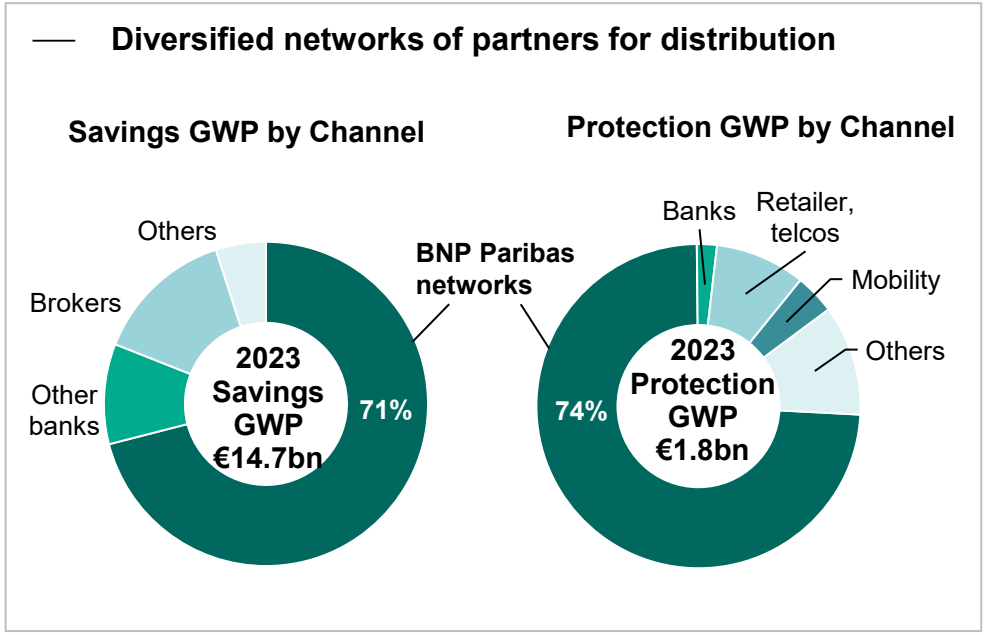 Diversified networks of partners for distribution
Savings GWP by Channel
Protection GWP by Channel
Others
Brokers
Other
banks
2023
Savings
GWP
€14.7bn
71%
BNP Paribas
networks
Banks
Retailer,
telcos
Mobility
Others
2023
Protection
GWP
€1.8bn
74%